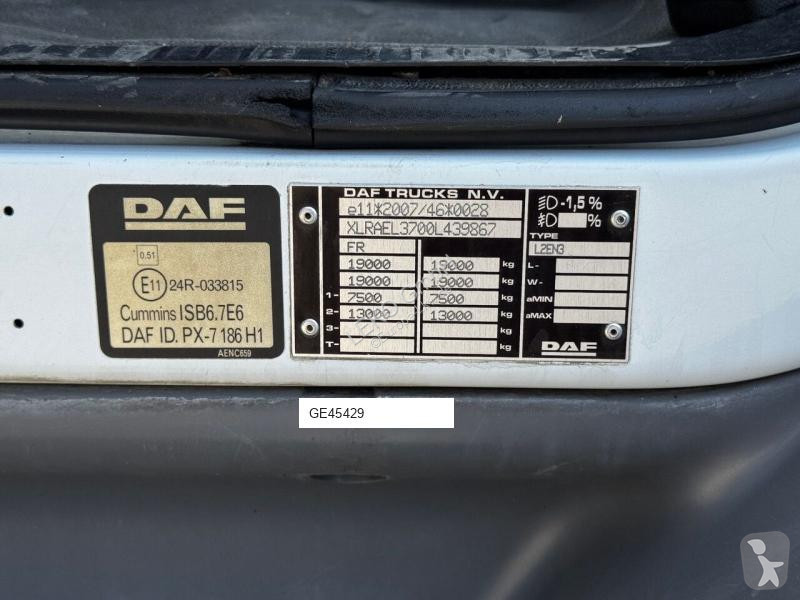 DAF
0.51
E11 24R-033815
Cummins ISB6.7E6
DAF ID. PX-7 186 H1
AENC659
DAF TRUCKS N.V.
e11*2007/46*0028
XLRAEL3700L439867
FR
19000 19000 kg
19000 19000 kg
1- 7500 7500 kg
2- 13000 13000 kg
3- kg
T- kg
-1,5 %
%
TYPE
L2EN3
L-
W-
aMIN
aMAX
DAF
GE45429